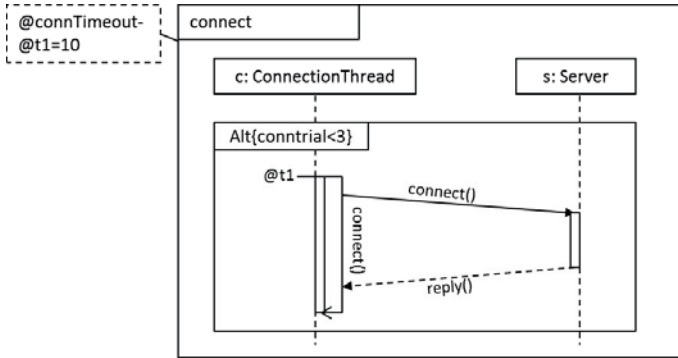 @connTimeout-
@t1=10
connect
c: ConnectionThread
s: Server
Alt{conntrial<3}
@t1
connect()
connect()
reply()